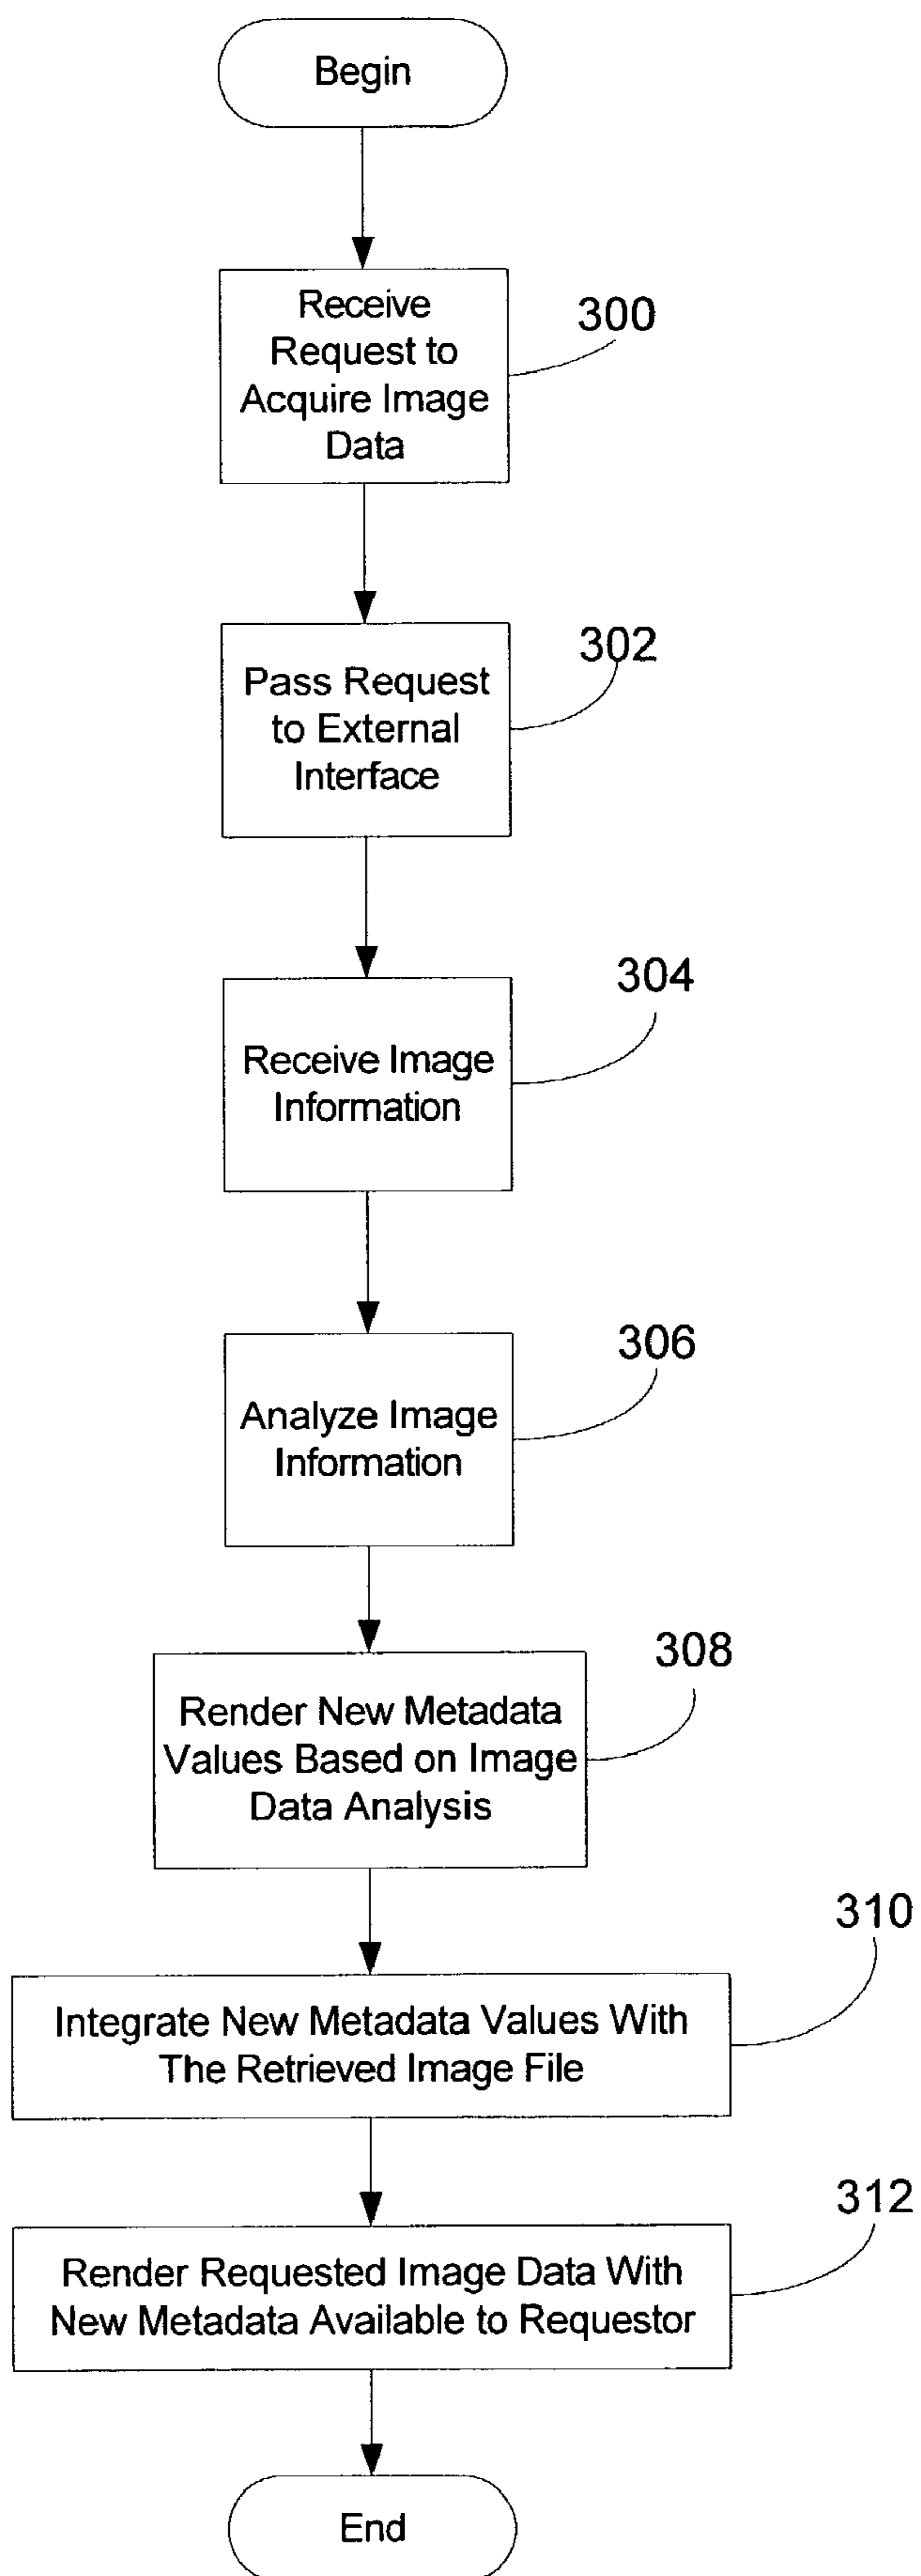 Begin
Receive
Request to
Acquire Image
Data
300
Pass Request
to External
Interface
302
Receive Image
Information
304
Analyze Image
Information
306
Render New Metadata
Values Based on Image
Data Analysis
308
Integrate New Metadata Values With
The Retrieved Image File
310
Render Requested Image Data With
New Metadata Available to Requestor
312
End